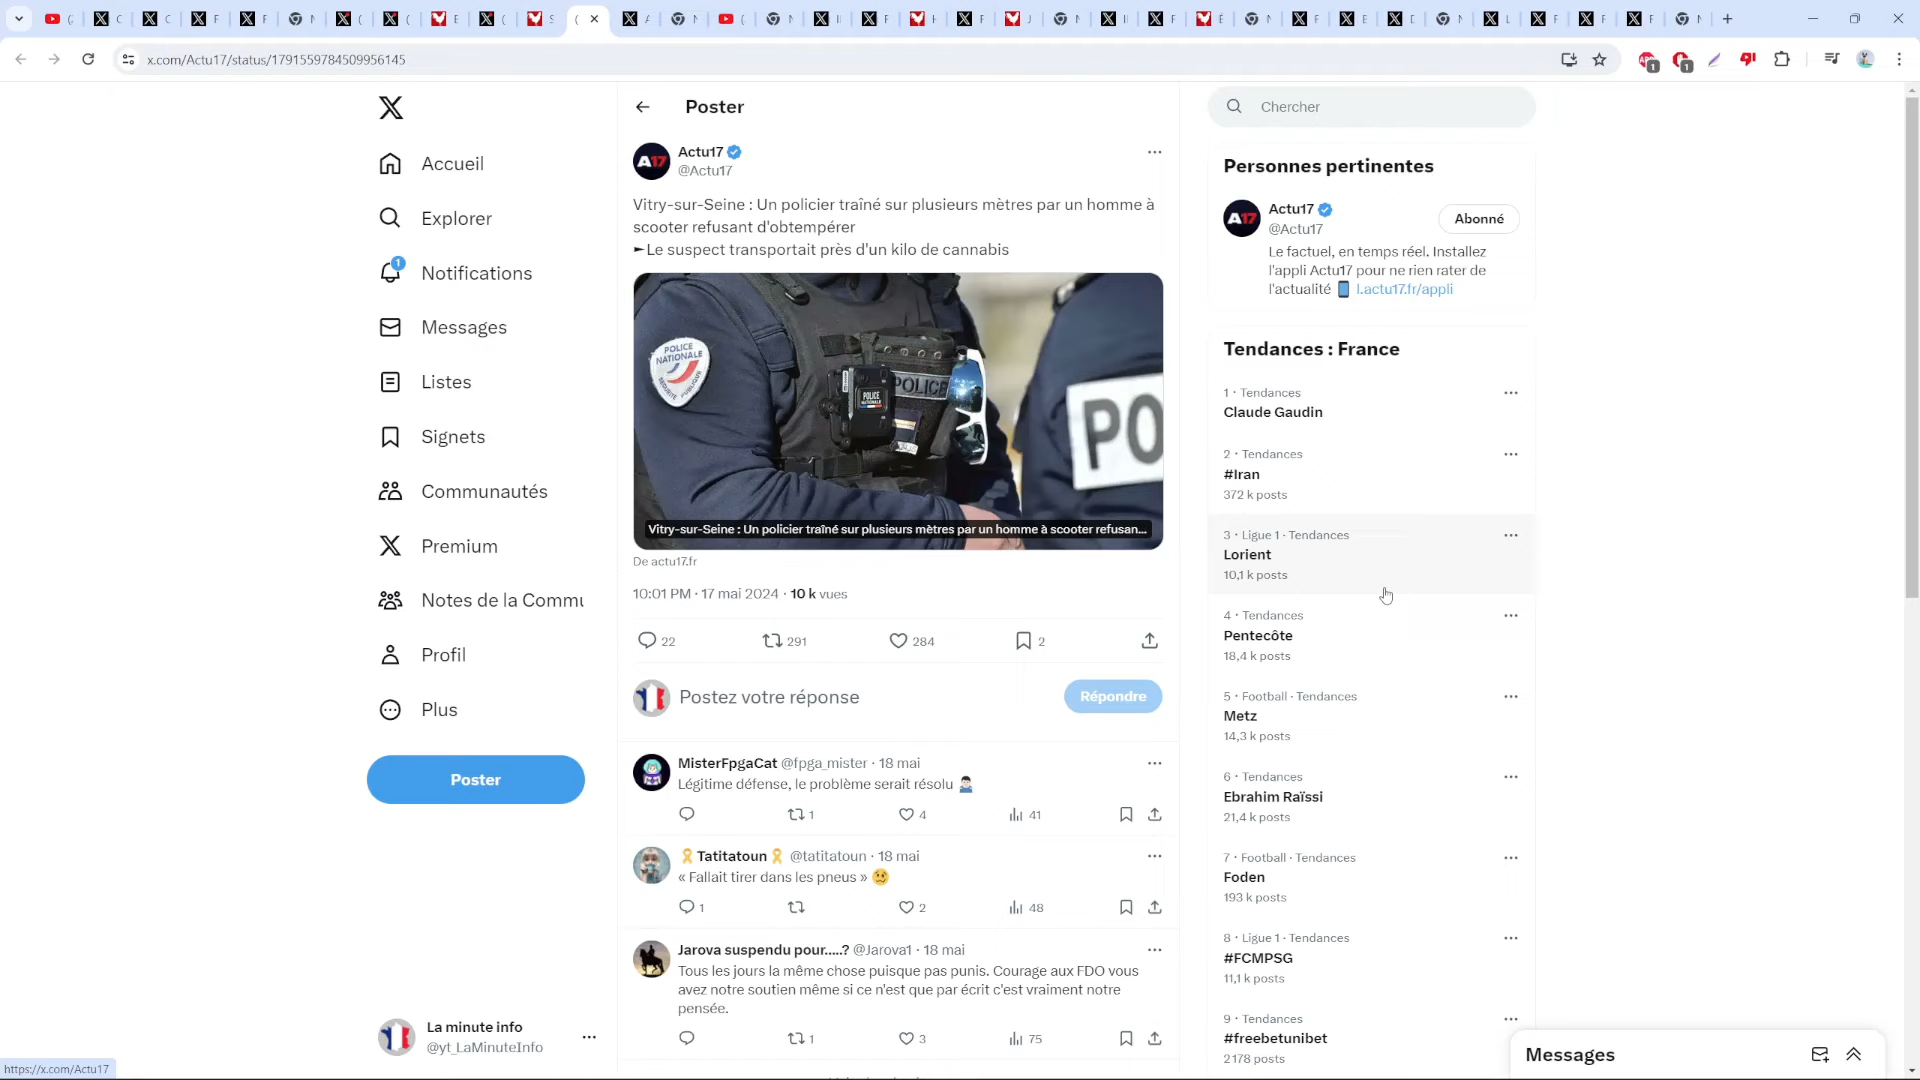 x.com/Actu17/status/1791559784509956145
Poster
Chercher
Actu17
@Actu17
Vitry-sur-Seine : Un policier traîné sur plusieurs mètres par un homme à
scooter refusant d'obtempérer
►Le suspect transportait près d'un kilo de cannabis
POLICE
NATIONALE
SÉCURITÉ PUBLIQUE
POLICE
POLICE
NATIONALE
PO
Vitry-sur-Seine : Un policier traîné sur plusieurs mètres par un homme à scooter refusan...
De actu17.fr
10:01 PM · 17 mai 2024 · 10 k vues
22
291
284
2
Postez votre réponse
Répondre
MisterFpgaCat @fpga_mister · 18 mai
Légitime défense, le problème serait résolu 🤷🏻‍♂️
1
4
41
🎗️Tatitatoun🎗️ @tatitatoun · 18 mai
« Fallait tirer dans les pneus » 🥴
1
2
48
Jarova suspendu pour.....? @Jarova1 · 18 mai
Tous les jours la même chose puisque pas punis. Courage aux FDO vous
avez notre soutien même si ce n'est que par écrit c'est vraiment notre
pensée.
1
3
75
Accueil
Explorer
1
Notifications
Messages
Listes
Signets
Communautés
Premium
Notes de la Commu
Profil
Plus
Poster
La minute info
@yt_LaMinuteInfo
https://x.com/Actu17
Personnes pertinentes
A17
Actu17
@Actu17
Abonné
Le factuel, en temps réel. Installez
l'appli Actu17 pour ne rien rater de
l'actualité 📱 l.actu17.fr/appli
Tendances : France
1 · Tendances
Claude Gaudin
2 · Tendances
#Iran
372 k posts
3 · Ligue 1 · Tendances
Lorient
10,1 k posts
4 · Tendances
Pentecôte
18,4 k posts
5 · Football · Tendances
Metz
14,3 k posts
6 · Tendances
Ebrahim Raïssi
21,4 k posts
7 · Football · Tendances
Foden
193 k posts
8 · Ligue 1 · Tendances
#FCMPSG
11,1 k posts
9 · Tendances
#freebetunibet
2 178 posts
Messages